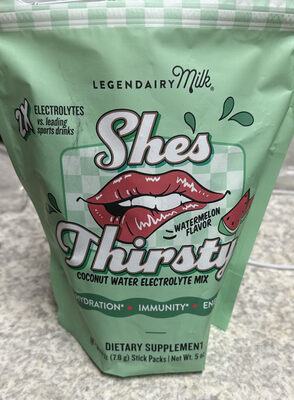 LEGENDAIRY Milk®
2X ELECTROLYTES
vs. leading
sports drinks
She's
WATERMELON
FLAVOR
Thirsty
COCONUT WATER ELECTROLYTE MIX
HYDRATION* • IMMUNITY* •
DIETARY SUPPLEMENT
(7.8 g) Stick Packs | Net Wt. 5